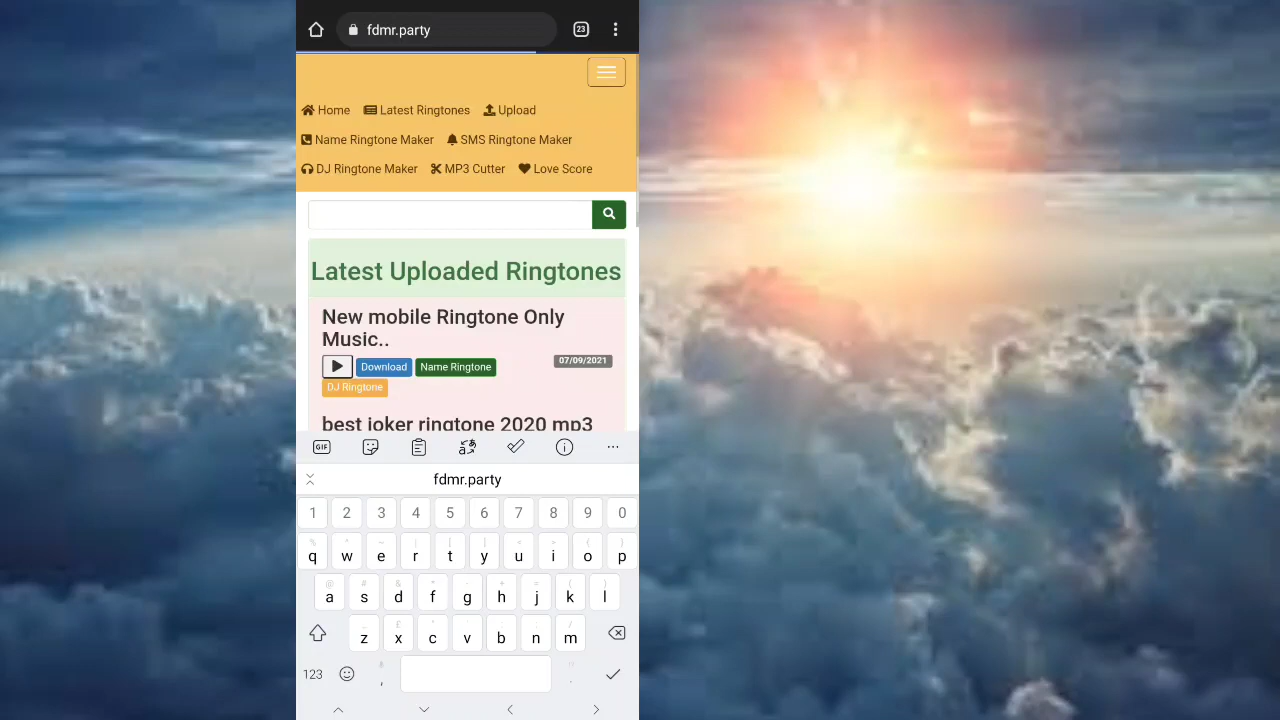 fdmr.party 23
Home Latest Ringtones Upload
Name Ringtone Maker SMS Ringtone Maker
DJ Ringtone Maker MP3 Cutter Love Score
Latest Uploaded Ringtones
New mobile Ringtone Only
Music..
Download Name Ringtone 07/09/2021
DJ Ringtone
best joker ringtone 2020 mp3
GIF
fdmr.party
1 2 3 4 5 6 7 8 9 0
q w e r t y u i o p
a s d f g h j k l
z x c v b n m
123 , .